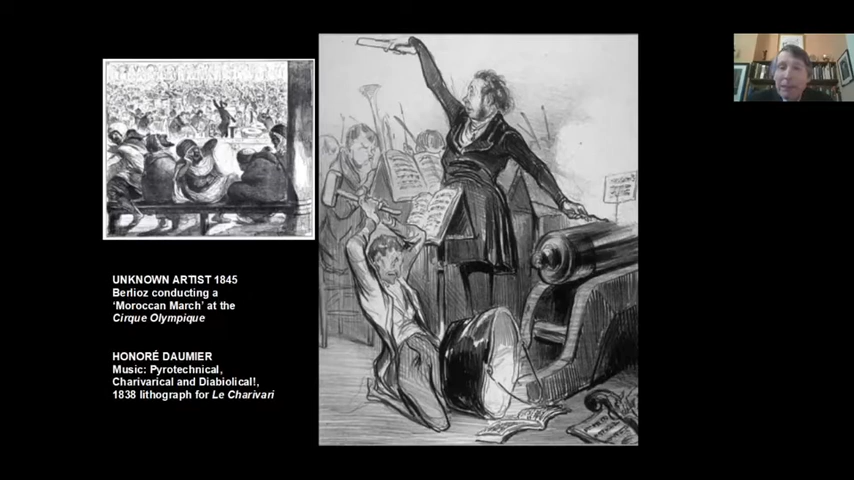 UNKNOWN ARTIST 1845
Berlioz conducting a
‘Moroccan March’ at the
Cirque Olympique
HONORÉ DAUMIER
Music: Pyrotechnical,
Charivarical and Diabolical!,
1838 lithograph for Le Charivari